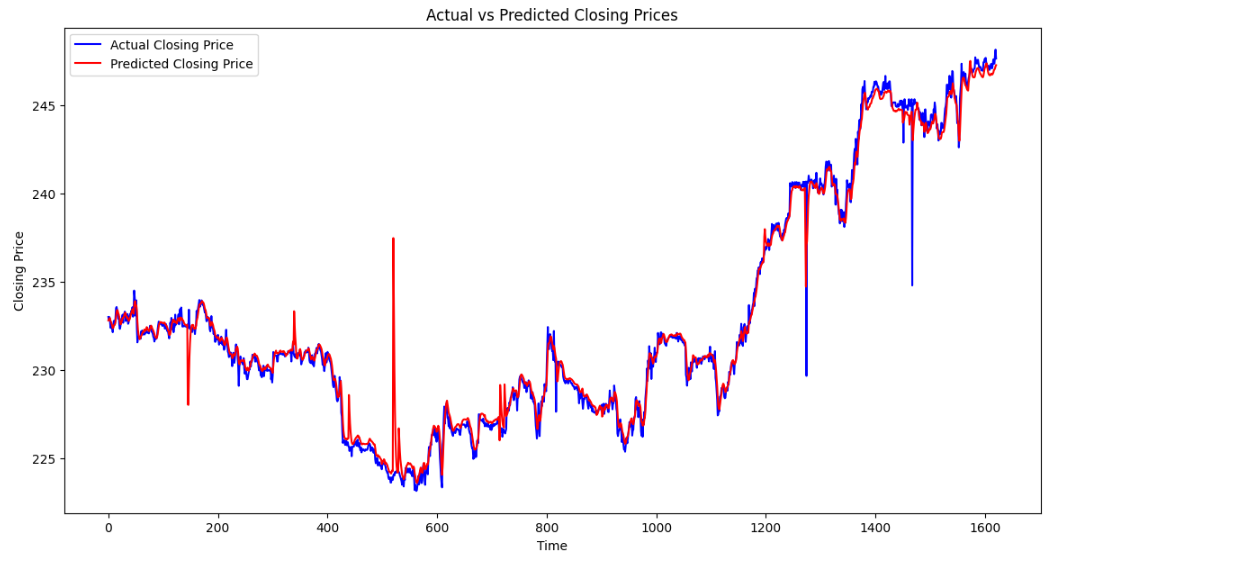 Actual vs Predicted Closing Prices
Actual Closing Price
Predicted Closing Price
245
240
235
230
225
Closing Price
0 200 400 600 800 1000 1200 1400 1600
Time